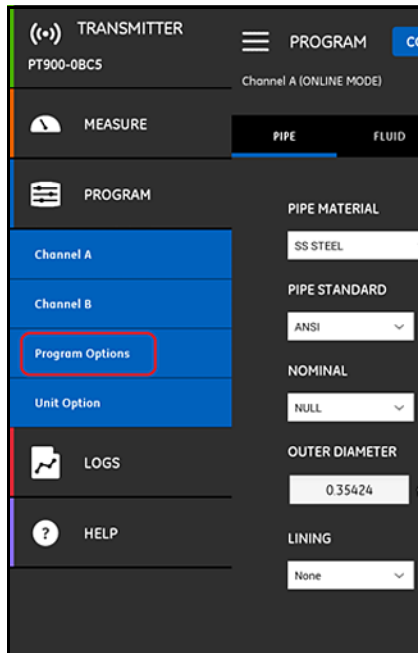 TRANSMITTER
PT900-0BC5
MEASURE
PROGRAM
Channel A
Channel B
Program Options
Unit Option
LOGS
?
HELP
PROGRAM
CO
Channel A (ONLINE MODE)
PIPE
FLUID
PIPE MATERIAL
SS STEEL
PIPE STANDARD
ANSI
NOMINAL
NULL
OUTER DIAMETER
0.35424
LINING
None